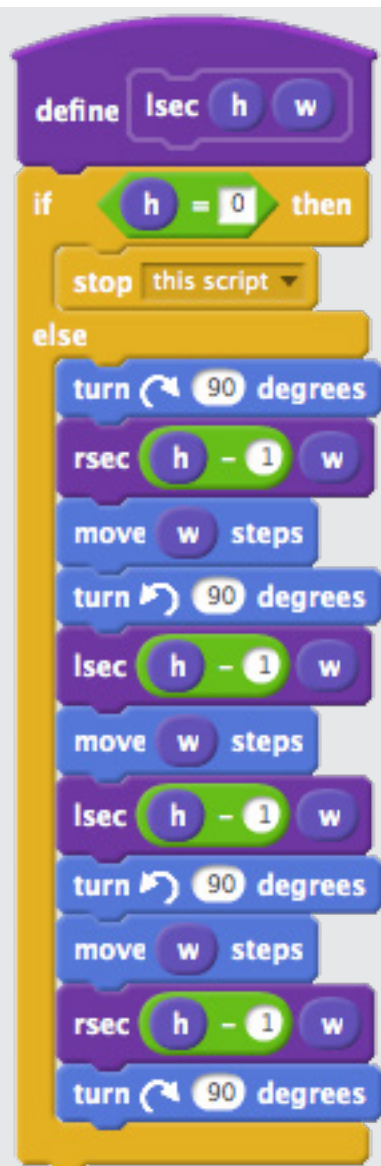 define lsec h w
if h = 0 then
stop this script
else
turn 90 degrees
rsec h - 1 w
move w steps
turn 90 degrees
lsec h - 1 w
move w steps
lsec h - 1 w
turn 90 degrees
move w steps
rsec h - 1 w
turn 90 degrees